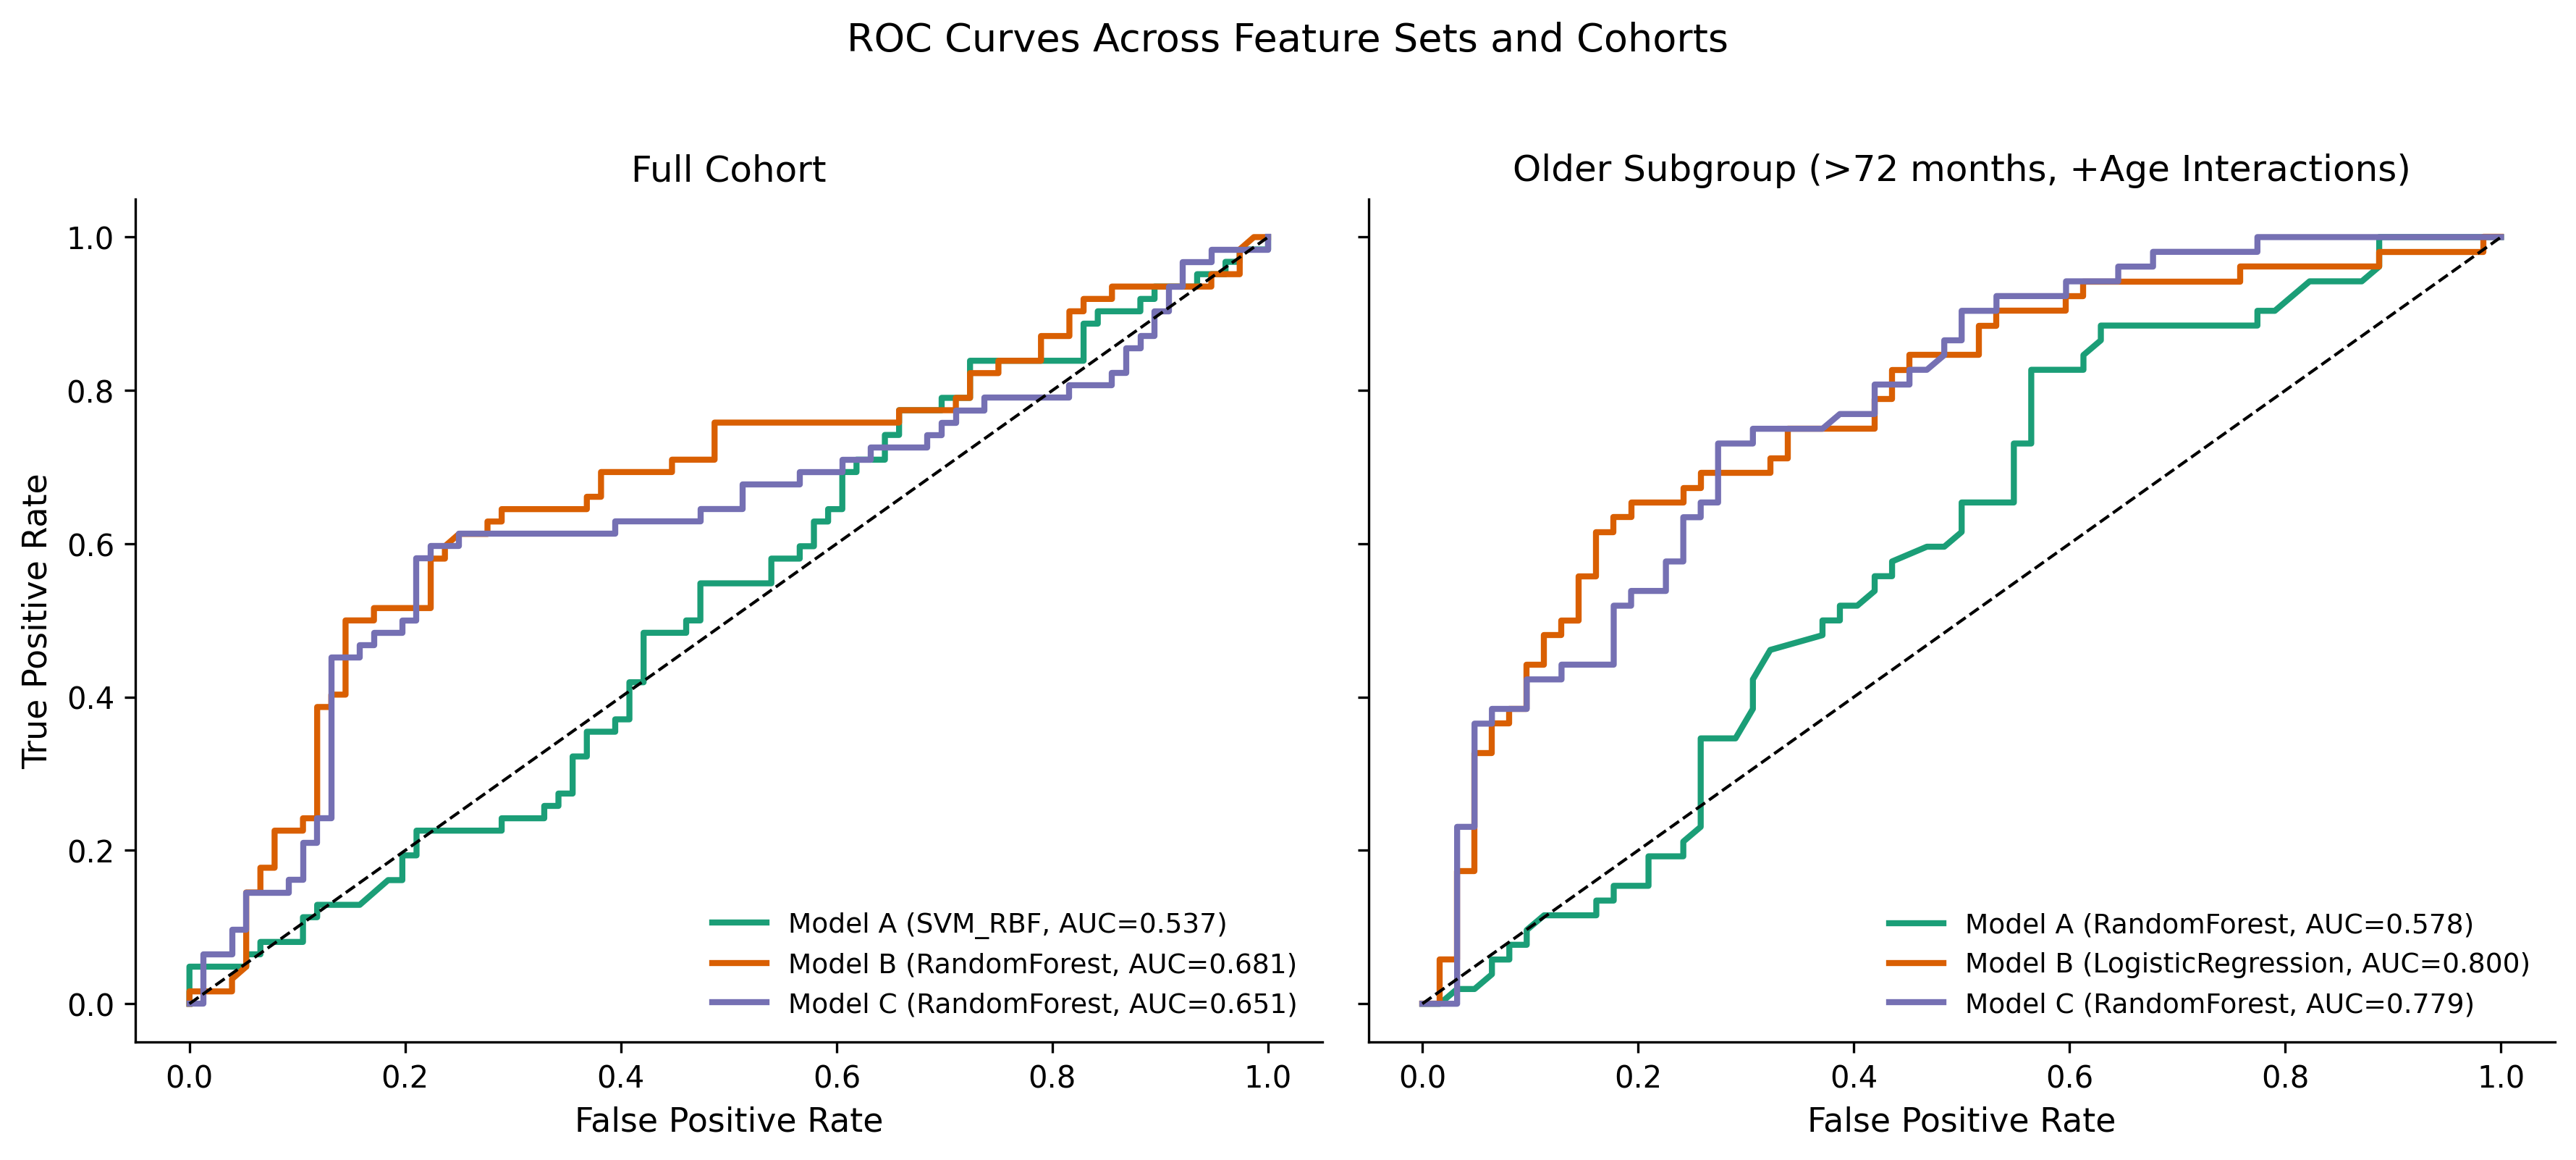 ROC Curves Across Feature Sets and Cohorts
Full Cohort
True Positive Rate
1.0
0.8
0.6
0.4
0.2
0.0
Model A (SVM_RBF, AUC=0.537)
Model B (RandomForest, AUC=0.681)
Model C (RandomForest, AUC=0.651)
0.0 0.2 0.4 0.6 0.8 1.0
False Positive Rate
Older Subgroup (>72 months, +Age Interactions)
Model A (RandomForest, AUC=0.578)
Model B (LogisticRegression, AUC=0.800)
Model C (RandomForest, AUC=0.779)
0.0 0.2 0.4 0.6 0.8 1.0
False Positive Rate